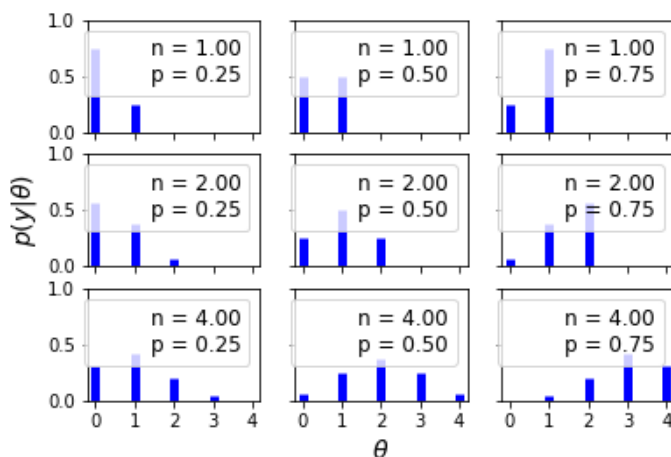 1.0
n = 1.00
n = 1.00
n = 1.00
0.5
p = 0.25
p = 0.50
p = 0.75
0.0
1.0
n = 2.00
n = 2.00
n = 2.00
p(y|θ)
0.5
p = 0.25
p = 0.50
p = 0.75
0.0
1.0
n = 4.00
n = 4.00
n = 4.00
0.5
p = 0.25
p = 0.50
p = 0.75
0.0
0 1 2 3 4
0 1 2 3 4
0 1 2 3 4
θ